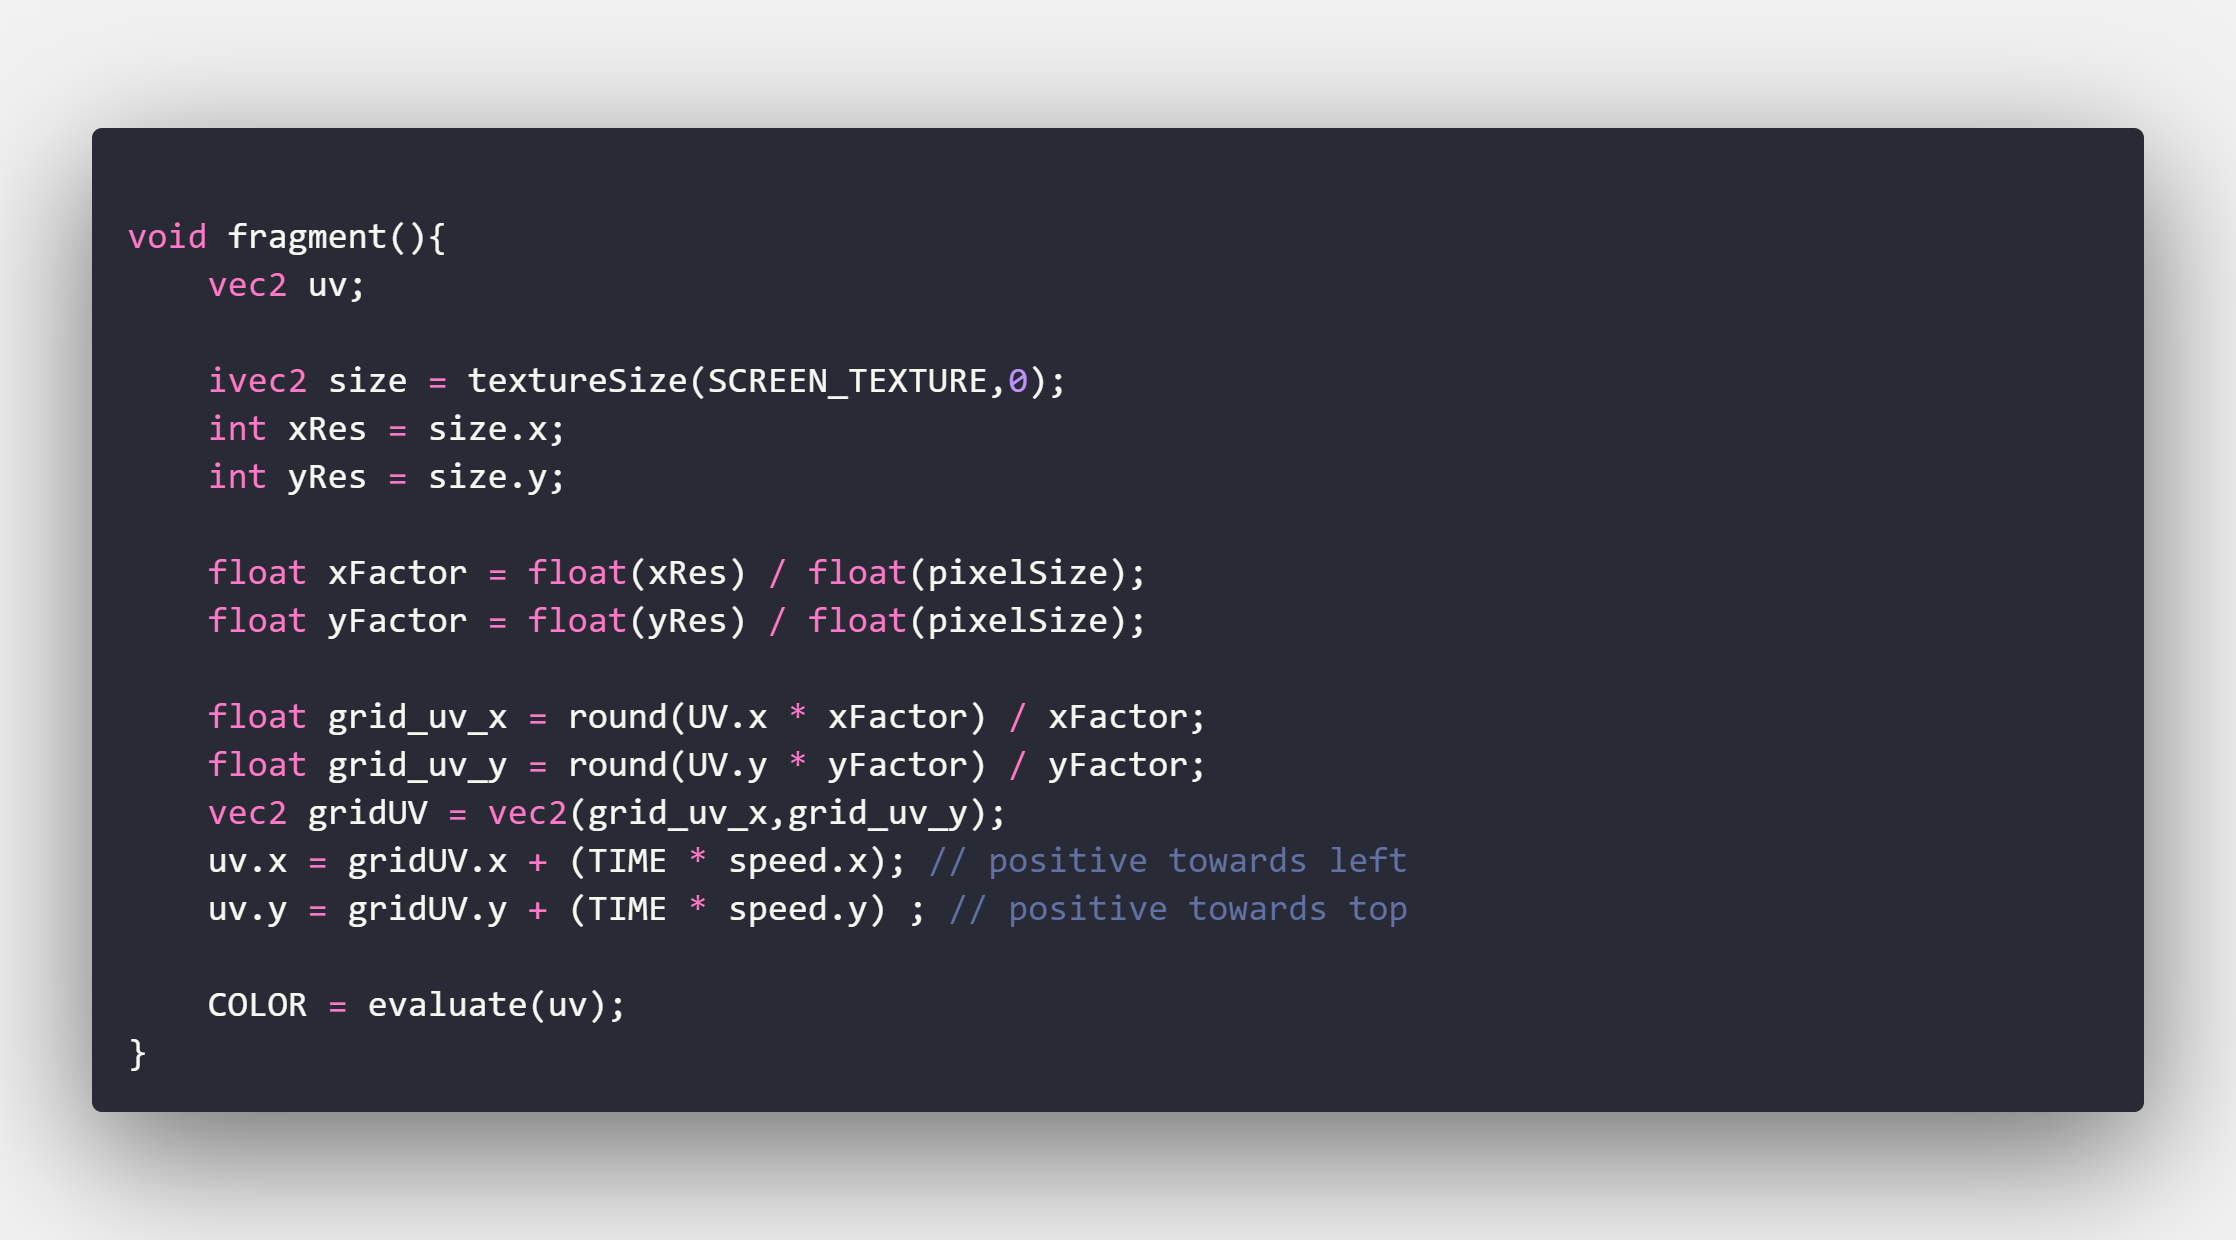 void fragment(){
    vec2 uv;

    ivec2 size = textureSize(SCREEN_TEXTURE,0);
    int xRes = size.x;
    int yRes = size.y;

    float xFactor = float(xRes) / float(pixelSize);
    float yFactor = float(yRes) / float(pixelSize);

    float grid_uv_x = round(UV.x * xFactor) / xFactor;
    float grid_uv_y = round(UV.y * yFactor) / yFactor;
    vec2 gridUV = vec2(grid_uv_x,grid_uv_y);
    uv.x = gridUV.x + (TIME * speed.x); // positive towards left
    uv.y = gridUV.y + (TIME * speed.y) ; // positive towards top

    COLOR = evaluate(uv);
}